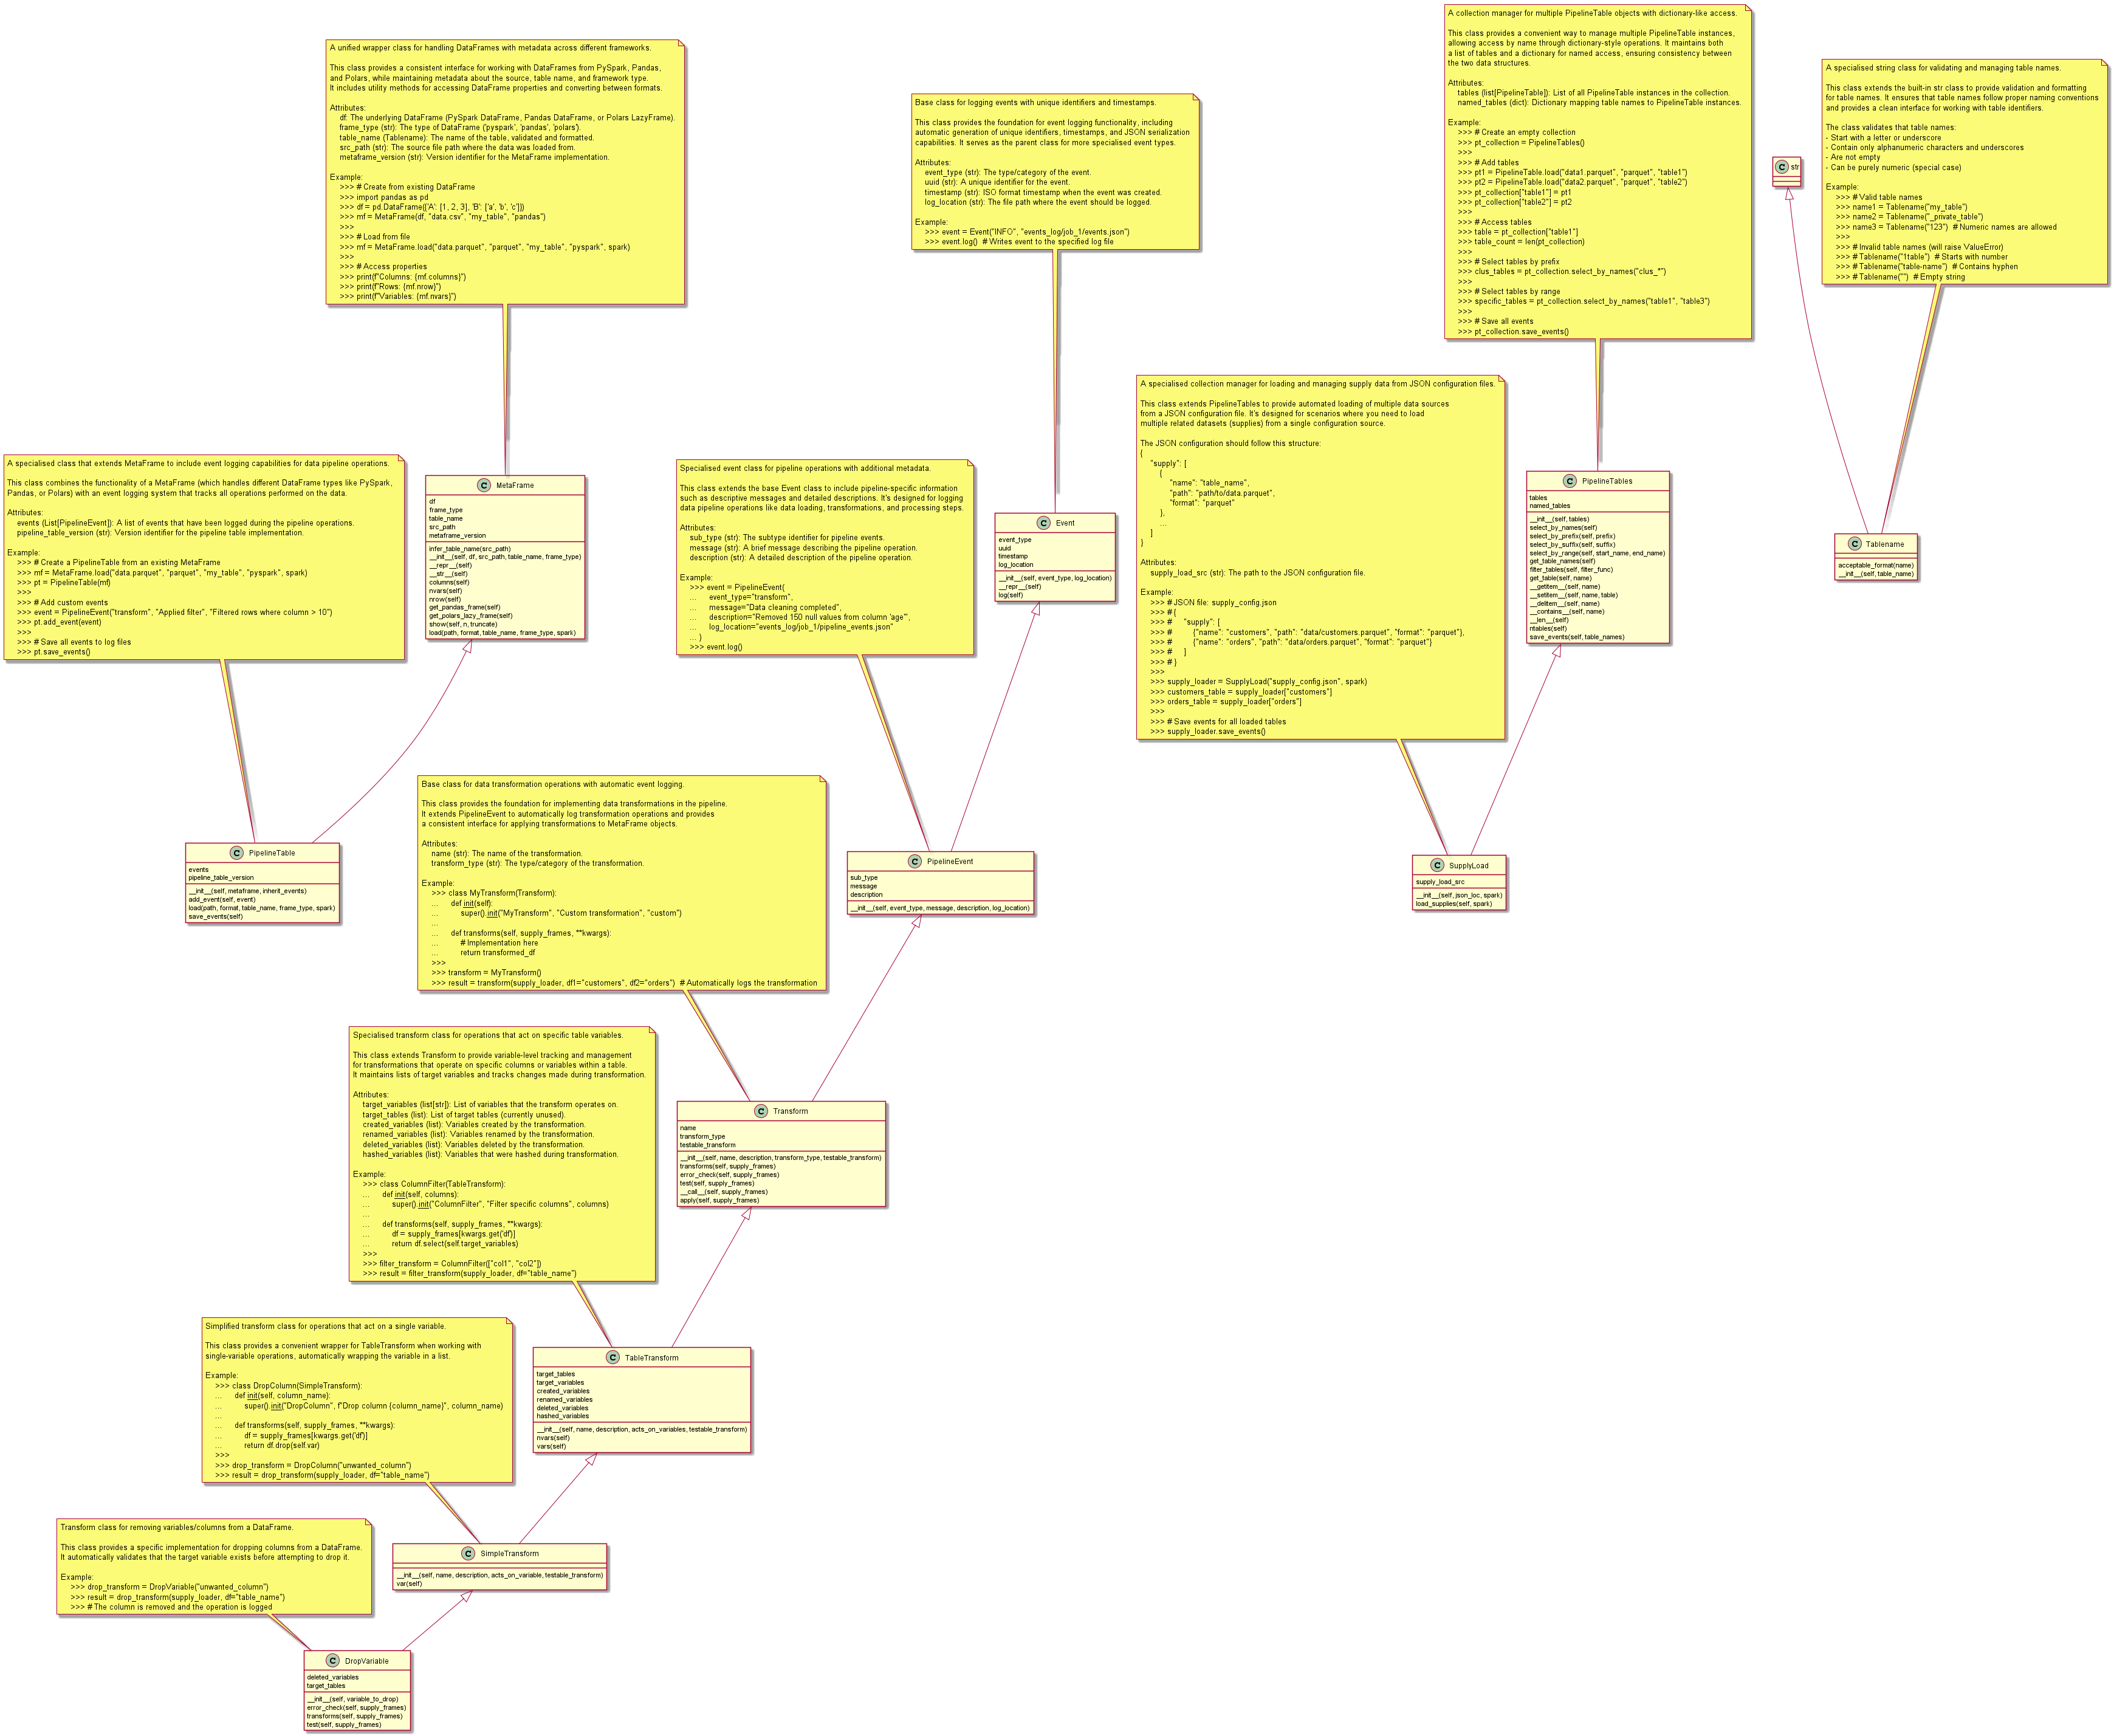 A unified wrapper class for handling DataFrames with metadata across different frameworks.
This class provides a consistent interface for working with DataFrames from PySpark, Pandas,
and Polars, while maintaining metadata about the source, table name, and framework type.
It includes utility methods for accessing DataFrame properties and converting between formats.
Attributes:
df: The underlying DataFrame (PySpark DataFrame, Pandas DataFrame, or Polars LazyFrame).
frame_type (str): The type of DataFrame ('pyspark', 'pandas', 'polars').
table_name (Tablename): The name of the table, validated and formatted.
src_path (str): The source file path where the data was loaded from.
metaframe_version (str): Version identifier for the MetaFrame implementation.
Example:
>>> # Create from existing DataFrame
>>> import pandas as pd
>>> df = pd.DataFrame({'A': [1, 2, 3], 'B': ['a', 'b', 'c']})
>>> mf = MetaFrame(df, "data.csv", "my_table", "pandas")
>>>
>>> # Load from file
>>> mf = MetaFrame.load("data.parquet", "parquet", "my_table", "pyspark", spark)
>>>
>>> # Access properties
>>> print(f"Columns: {mf.columns}")
>>> print(f"Rows: {mf.nrow}")
>>> print(f"Variables: {mf.nvars}")
Base class for logging events with unique identifiers and timestamps.
This class provides the foundation for event logging functionality, including
automatic generation of unique identifiers, timestamps, and JSON serialization
capabilities. It serves as the parent class for more specialised event types.
Attributes:
event_type (str): The type/category of the event.
uuid (str): A unique identifier for the event.
timestamp (str): ISO format timestamp when the event was created.
log_location (str): The file path where the event should be logged.
Example:
>>> event = Event("INFO", "events_log/job_1/events.json")
>>> event.log()  # Writes event to the specified log file
A collection manager for multiple PipelineTable objects with dictionary-like access.
This class provides a convenient way to manage multiple PipelineTable instances,
allowing access by name through dictionary-style operations. It maintains both
a list of tables and a dictionary for named access, ensuring consistency between
the two data structures.
Attributes:
tables (list[PipelineTable]): List of all PipelineTable instances in the collection.
named_tables (dict): Dictionary mapping table names to PipelineTable instances.
Example:
>>> # Create an empty collection
>>> pt_collection = PipelineTables()
>>>
>>> # Add tables
>>> pt1 = PipelineTable.load("data1.parquet", "parquet", "table1")
>>> pt2 = PipelineTable.load("data2.parquet", "parquet", "table2")
>>> pt_collection["table1"] = pt1
>>> pt_collection["table2"] = pt2
>>>
>>> # Access tables
>>> table = pt_collection["table1"]
>>> table_count = len(pt_collection)
>>>
>>> # Select tables by prefix
>>> clus_tables = pt_collection.select_by_names("clus_*")
>>>
>>> # Select tables by range
>>> specific_tables = pt_collection.select_by_names("table1", "table3")
>>>
>>> # Save all events
>>> pt_collection.save_events()
C str
A specialised string class for validating and managing table names.
This class extends the built-in str class to provide validation and formatting
for table names. It ensures that table names follow proper naming conventions
and provides a clean interface for working with table identifiers.
The class validates that table names:
- Start with a letter or underscore
- Contain only alphanumeric characters and underscores
- Are not empty
- Can be purely numeric (special case)
Example:
>>> # Valid table names
>>> name1 = Tablename("my_table")
>>> name2 = Tablename("_private_table")
>>> name3 = Tablename("123")  # Numeric names are allowed
>>>
>>> # Invalid table names (will raise ValueError)
>>> # Tablename("1table")  # Starts with number
>>> # Tablename("table-name")  # Contains hyphen
>>> # Tablename("")  # Empty string
A specialised class that extends MetaFrame to include event logging capabilities for data pipeline operations.
This class combines the functionality of a MetaFrame (which handles different DataFrame types like PySpark,
Pandas, or Polars) with an event logging system that tracks all operations performed on the data.
Attributes:
events (List[PipelineEvent]): A list of events that have been logged during the pipeline operations.
pipeline_table_version (str): Version identifier for the pipeline table implementation.
Example:
>>> # Create a PipelineTable from an existing MetaFrame
>>> mf = MetaFrame.load("data.parquet", "parquet", "my_table", "pyspark", spark)
>>> pt = PipelineTable(mf)
>>>
>>> # Add custom events
>>> event = PipelineEvent("transform", "Applied filter", "Filtered rows where column > 10")
>>> pt.add_event(event)
>>>
>>> # Save all events to log files
>>> pt.save_events()
C MetaFrame
df
frame_type
table_name
src_path
metaframe_version
infer_table_name(src_path)
__init__(self, df, src_path, table_name, frame_type)
__repr__(self)
__str__(self)
columns(self)
nvars(self)
nrow(self)
get_pandas_frame(self)
get_polars_lazy_frame(self)
show(self, n, truncate)
load(path, format, table_name, frame_type, spark)
Specialised event class for pipeline operations with additional metadata.
This class extends the base Event class to include pipeline-specific information
such as descriptive messages and detailed descriptions. It's designed for logging
data pipeline operations like data loading, transformations, and processing steps.
Attributes:
sub_type (str): The subtype identifier for pipeline events.
message (str): A brief message describing the pipeline operation.
description (str): A detailed description of the pipeline operation.
Example:
>>> event = PipelineEvent(
...     event_type="transform",
...     message="Data cleaning completed",
...     description="Removed 150 null values from column 'age'",
...     log_location="events_log/job_1/pipeline_events.json"
... )
>>> event.log()
C Event
event_type
uuid
timestamp
log_location
__init__(self, event_type, log_location)
__repr__(self)
log(self)
A specialised collection manager for loading and managing supply data from JSON configuration files.
This class extends PipelineTables to provide automated loading of multiple data sources
from a JSON configuration file. It's designed for scenarios where you need to load
multiple related datasets (supplies) from a single configuration source.
The JSON configuration should follow this structure:
{
"supply": [
{
"name": "table_name",
"path": "path/to/data.parquet",
"format": "parquet"
},
...
]
}
Attributes:
supply_load_src (str): The path to the JSON configuration file.
Example:
>>> # JSON file: supply_config.json
>>> # {
>>> #     "supply": [
>>> #         {"name": "customers", "path": "data/customers.parquet", "format": "parquet"},
>>> #         {"name": "orders", "path": "data/orders.parquet", "format": "parquet"}
>>> #     ]
>>> # }
>>>
>>> supply_loader = SupplyLoad("supply_config.json", spark)
>>> customers_table = supply_loader["customers"]
>>> orders_table = supply_loader["orders"]
>>>
>>> # Save events for all loaded tables
>>> supply_loader.save_events()
C PipelineTables
tables
named_tables
__init__(self, tables)
select_by_names(self)
select_by_prefix(self, prefix)
select_by_suffix(self, suffix)
select_by_range(self, start_name, end_name)
get_table_names(self)
filter_tables(self, filter_func)
get_table(self, name)
__getitem__(self, name)
__setitem__(self, name, table)
__delitem__(self, name)
__contains__(self, name)
__len__(self)
ntables(self)
save_events(self, table_names)
C Tablename
acceptable_format(name)
__init__(self, table_name)
C PipelineTable
events
pipeline_table_version
__init__(self, metaframe, inherit_events)
add_event(self, event)
load(path, format, table_name, frame_type, spark)
save_events(self)
Base class for data transformation operations with automatic event logging.
This class provides the foundation for implementing data transformations in the pipeline.
It extends PipelineEvent to automatically log transformation operations and provides
a consistent interface for applying transformations to MetaFrame objects.
Attributes:
name (str): The name of the transformation.
transform_type (str): The type/category of the transformation.
Example:
>>> class MyTransform(Transform):
...     def init(self):
...         super().init("MyTransform", "Custom transformation", "custom")
...
...     def transforms(self, supply_frames, **kwargs):
...         # Implementation here
...         return transformed_df
>>>
>>> transform = MyTransform()
>>> result = transform(supply_loader, df1="customers", df2="orders")  # Automatically logs the transformation
C PipelineEvent
sub_type
message
description
__init__(self, event_type, message, description, log_location)
C SupplyLoad
supply_load_src
__init__(self, json_loc, spark)
load_supplies(self, spark)
Specialised transform class for operations that act on specific table variables.
This class extends Transform to provide variable-level tracking and management
for transformations that operate on specific columns or variables within a table.
It maintains lists of target variables and tracks changes made during transformation.
Attributes:
target_variables (list[str]): List of variables that the transform operates on.
target_tables (list): List of target tables (currently unused).
created_variables (list): Variables created by the transformation.
renamed_variables (list): Variables renamed by the transformation.
deleted_variables (list): Variables deleted by the transformation.
hashed_variables (list): Variables that were hashed during transformation.
Example:
>>> class ColumnFilter(TableTransform):
...     def init(self, columns):
...         super().init("ColumnFilter", "Filter specific columns", columns)
...
...     def transforms(self, supply_frames, **kwargs):
...         df = supply_frames[kwargs.get('df')]
...         return df.select(self.target_variables)
>>>
>>> filter_transform = ColumnFilter(["col1", "col2"])
>>> result = filter_transform(supply_loader, df="table_name")
C Transform
name
transform_type
testable_transform
__init__(self, name, description, transform_type, testable_transform)
transforms(self, supply_frames)
error_check(self, supply_frames)
test(self, supply_frames)
__call__(self, supply_frames)
apply(self, supply_frames)
Simplified transform class for operations that act on a single variable.
This class provides a convenient wrapper for TableTransform when working with
single-variable operations, automatically wrapping the variable in a list.
Example:
>>> class DropColumn(SimpleTransform):
...     def init(self, column_name):
...         super().init("DropColumn", f"Drop column {column_name}", column_name)
...
...     def transforms(self, supply_frames, **kwargs):
...         df = supply_frames[kwargs.get('df')]
...         return df.drop(self.var)
>>>
>>> drop_transform = DropColumn("unwanted_column")
>>> result = drop_transform(supply_loader, df="table_name")
C TableTransform
target_tables
target_variables
created_variables
renamed_variables
deleted_variables
hashed_variables
__init__(self, name, description, acts_on_variables, testable_transform)
nvars(self)
vars(self)
Transform class for removing variables/columns from a DataFrame.
This class provides a specific implementation for dropping columns from a DataFrame.
It automatically validates that the target variable exists before attempting to drop it.
Example:
>>> drop_transform = DropVariable("unwanted_column")
>>> result = drop_transform(supply_loader, df="table_name")
>>> # The column is removed and the operation is logged
C SimpleTransform
__init__(self, name, description, acts_on_variable, testable_transform)
var(self)
C DropVariable
deleted_variables
target_tables
__init__(self, variable_to_drop)
error_check(self, supply_frames)
transforms(self, supply_frames)
test(self, supply_frames)